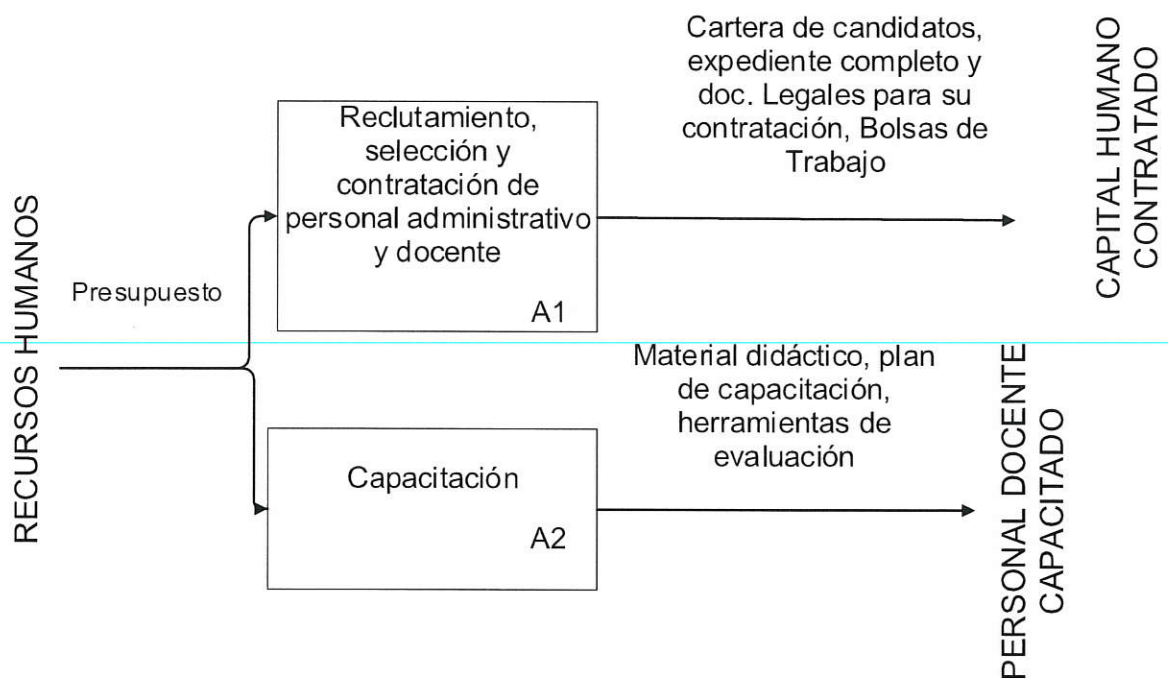 RECURSOS HUMANOS
Presupuesto
Reclutamiento,
selección y
contratación de
personal administrativo
y docente
A1
Cartera de candidatos,
expediente completo y
doc. Legales para su
contratación, Bolsas de
Trabajo
CAPITAL HUMANO
CONTRATADO
Capacitación
A2
Material didáctico, plan
de capacitación,
herramientas de
evaluación
PERSONAL DOCENTE
CAPACITADO